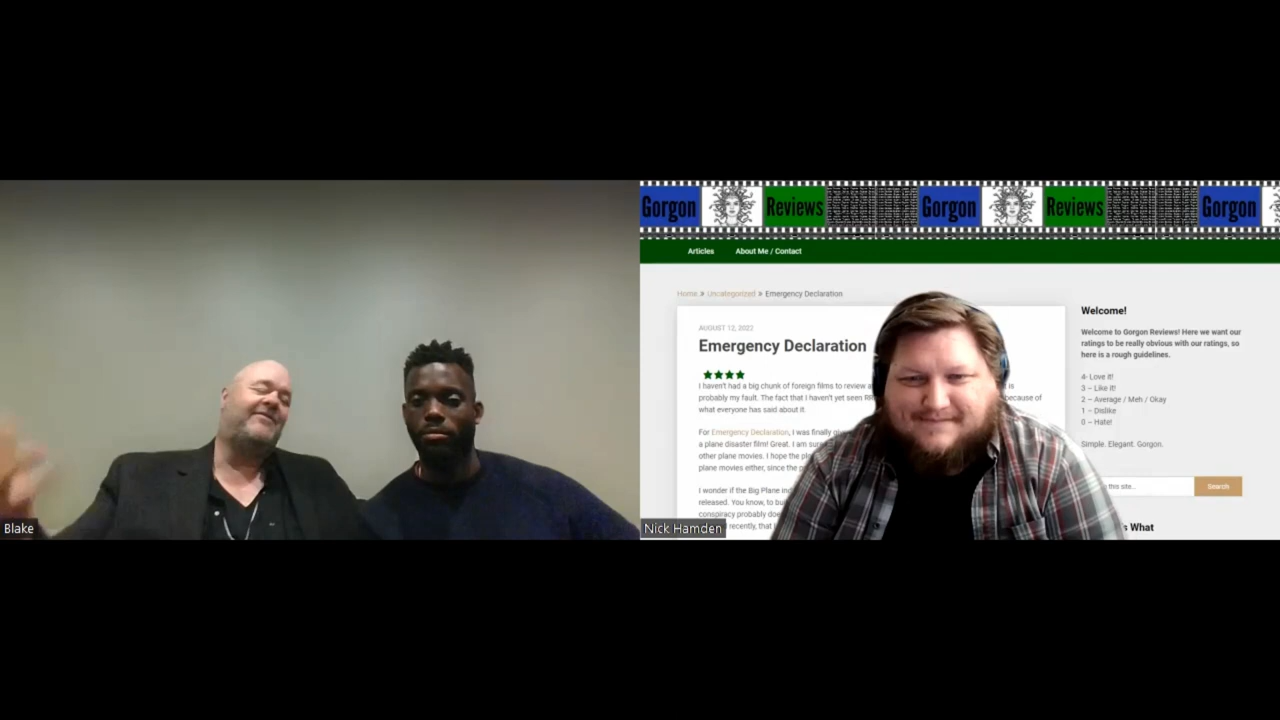 Gorgon Reviews Gorgon Reviews Gorgon
Articles About Me / Contact
Home » Uncategorized » Emergency Declaration
AUGUST 12, 2022
Emergency Declaration
I haven't had a big chunk of foreign films to review a is
probably my fault. The fact that I haven't yet seen because of
what everyone has said about it.
For Emergency Declaration, I was finally
a plane disaster film! Great. I am
other plane movies. I hope the
plane movies either, since the
I wonder if the Big Plane
released. You know, to
conspiracy probably
recently, that
Welcome!
Welcome to Gorgon Reviews! Here we want our
ratings to be really obvious with our ratings, so
here is a rough guidelines.
4- Love it!
3 – Like it!
2 – Average / Meh / Okay
1 – Dislike
0 – Hate!
Simple. Elegant. Gorgon.
this site... Search
What
Blake
Nick Hamden